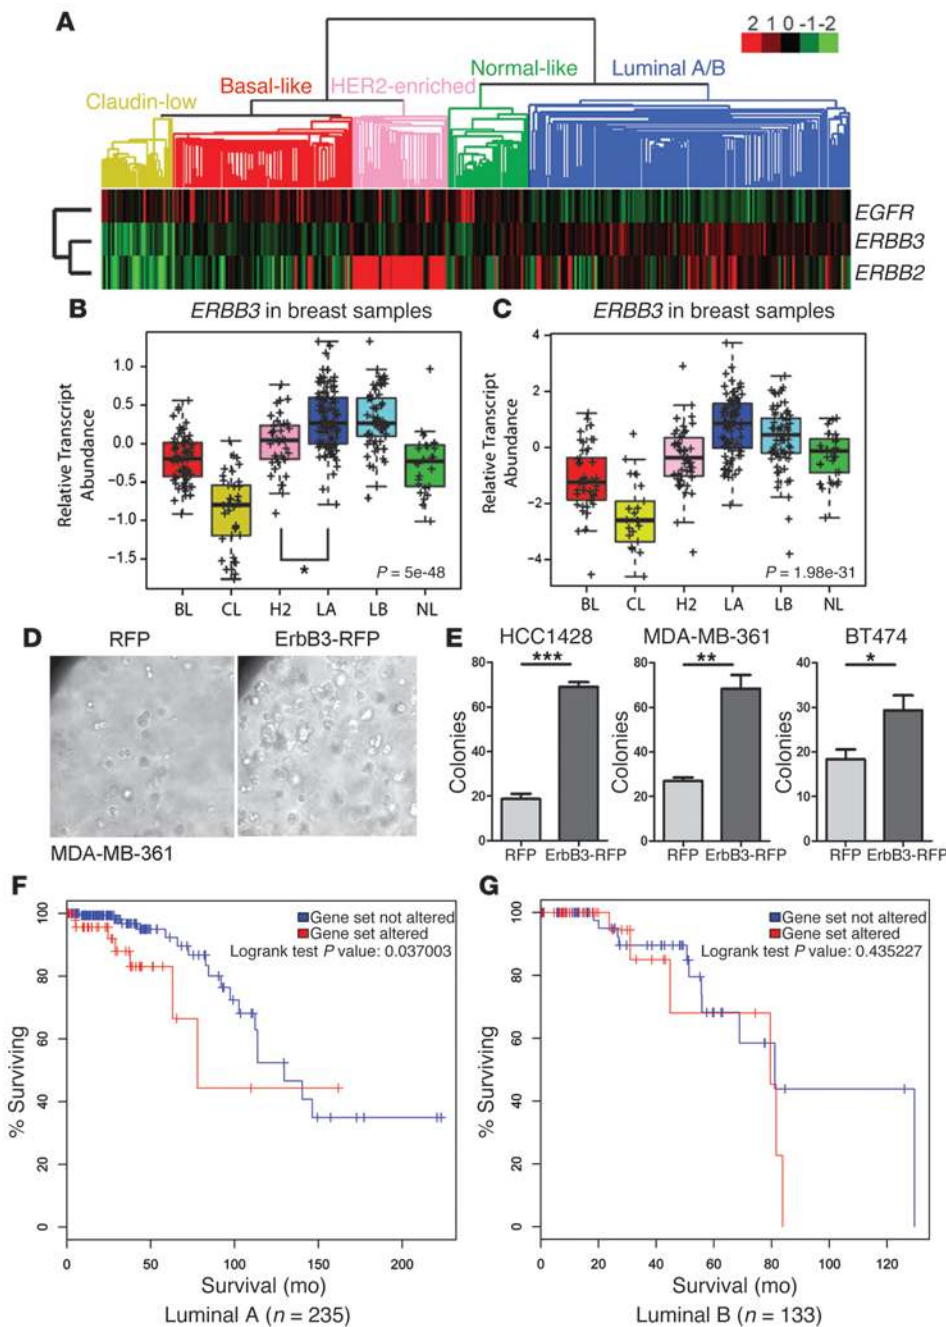 A
2 1 0 -1-2
Normal-like Luminal A/B
Basal-like HER2-enriched
Claudin-low
EGFR
ERBB3
ERBB2
B
ERBB3 in breast samples
Relative Transcript
Abundance
1.0
0.5
0.0
−0.5
−1.0
−1.5
*
P = 5e-48
BL CL H2 LA LB NL
C
ERBB3 in breast samples
Relative Transcript
Abundance
4
2
0
−2
−4
P = 1.98e-31
BL CL H2 LA LB NL
D
RFP ErbB3-RFP
MDA-MB-361
E
HCC1428
***
Colonies
80
60
40
20
0
RFP ErbB3-RFP
MDA-MB-361
**
Colonies
80
60
40
20
0
RFP ErbB3-RFP
BT474
*
Colonies
40
30
20
10
0
RFP ErbB3-RFP
F
Gene set not altered
Gene set altered
Logrank test P value: 0.037003
% Surviving
100
80
60
40
20
0
0 50 100 150 200
Survival (mo)
Luminal A (n = 235)
G
Gene set not altered
Gene set altered
Logrank test P value: 0.435227
% Surviving
100
80
60
40
20
0
0 20 40 60 80 100 120
Survival (mo)
Luminal B (n = 133)